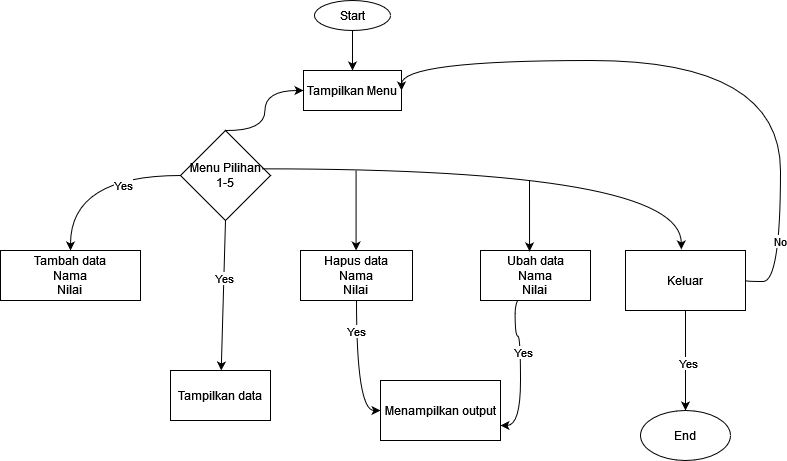 Start
Tampilkan Menu
Menu Pilihan
1-5
Yes
No
Tambah data
Nama
Nilai
Hapus data
Nama
Nilai
Ubah data
Nama
Nilai
Keluar
Yes
Yes
Yes
Yes
Tampilkan data
Menampilkan output
End